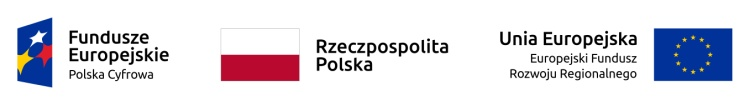 Fundusze
Europejskie
Polska Cyfrowa
Rzeczpospolita
Polska
Unia Europejska
Europejski Fundusz
Rozwoju Regionalnego